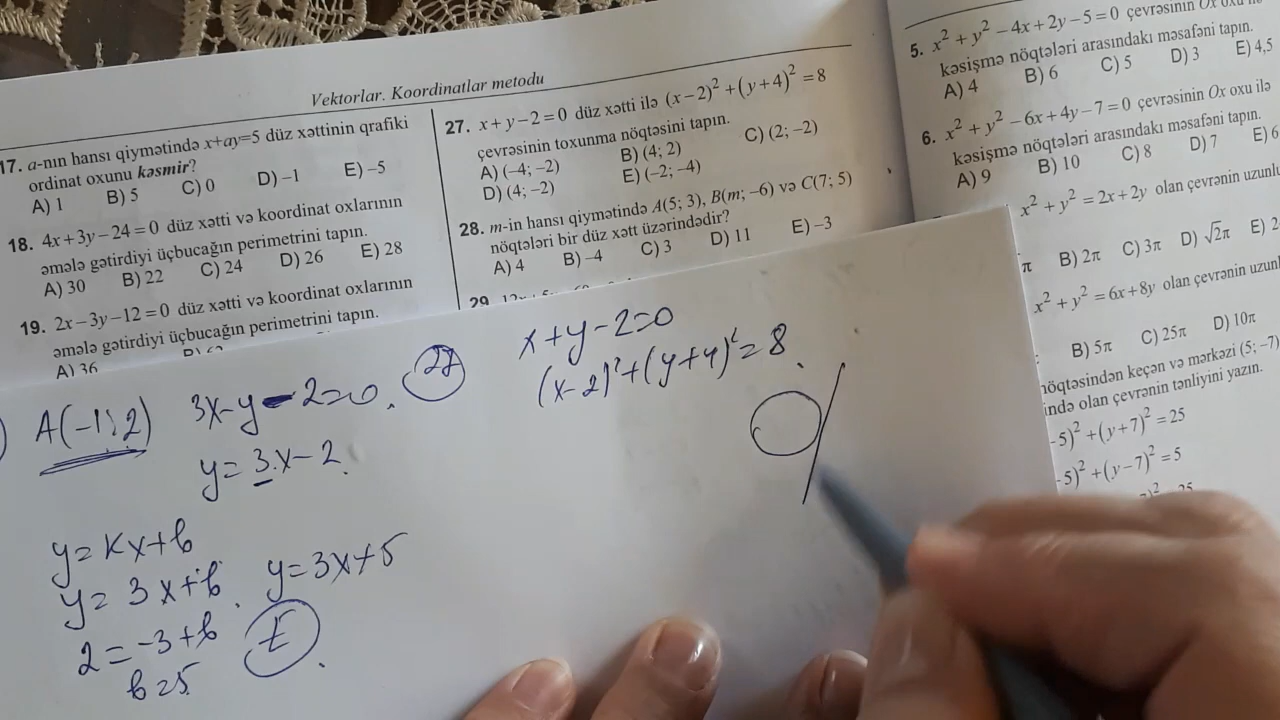 Vektorlar. Koordinatlar metodu
17. a-nın hansı qiymətində x+ay=5 düz xəttinin qrafiki
ordinat oxunu kəsmir?
A) 1 B) 5 C) 0 D) –1 E) –5
18. 4x+3y–24=0 düz xətti və koordinat oxlarının
əmələ gətirdiyi üçbucağın perimetrini tapın.
A) 30 B) 22 C) 24 D) 26 E) 28
19. 2x–3y–12=0 düz xətti və koordinat oxlarının
əmələ gətirdiyi üçbucağın perimetrini tapın.
A) 36
27. x+y–2=0 düz xətti ilə (x–2)²+(y+4)²=8
çevrəsinin toxunma nöqtəsini tapın.
A) (–4; –2) B) (4; 2) C) (2; –2)
D) (4; –2) E) (–2; –4)
28. m-in hansı qiymətində A(5; 3), B(m; –6) və C(7; 5)
nöqtələri bir düz xətt üzərindədir?
A) 4 B) –4 C) 3 D) 11 E) –3
29
5. x²+y²–4x+2y–5=0 çevrəsinin Ox oxu ilə
kəsişmə nöqtələri arasındakı məsafəni tapın.
A) 4 B) 6 C) 5 D) 3 E) 4,5
6. x²+y²–6x+4y–7=0 çevrəsinin Ox oxu ilə
kəsişmə nöqtələri arasındakı məsafəni tapın.
A) 9 B) 10 C) 8 D) 7 E) 6
x²+y²=2x+2y olan çevrənin uzunlu
π B) 2π C) 3π D) √2π E) 2
x²+y²=6x+8y olan çevrənin uzunl
B) 5π C) 25π D) 10π
nöqtəsindən keçən və mərkəzi (5; –7)
ndə olan çevrənin tənliyini yazın.
-5)²+(y+7)²=25
-5)²+(y–7)²=5
A(-1;2) 3x-y-2=0.
y=3x-2.
y=kx+b
y=3x+b. y=3x+5
2=-3+b E
b=5
27 x+y-2=0
(x-2)²+(y+4)²=8.